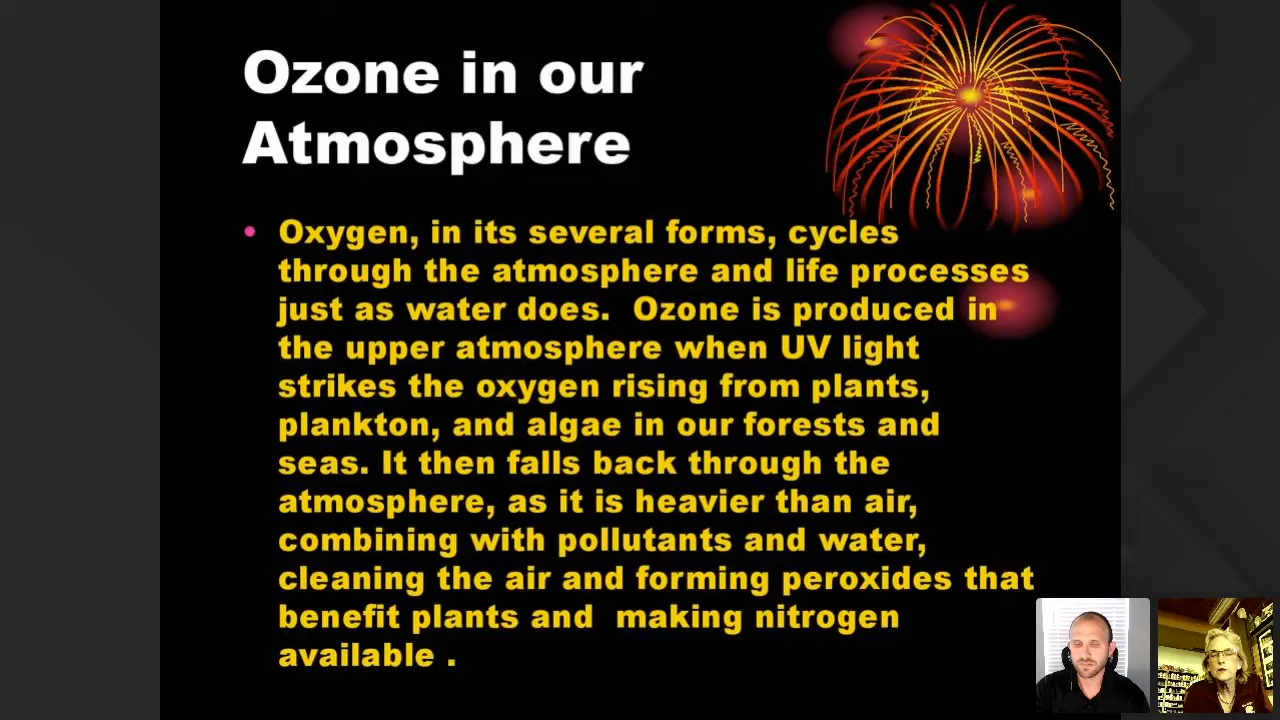 Ozone in our
Atmosphere
• Oxygen, in its several forms, cycles
through the atmosphere and life processes
just as water does.  Ozone is produced in
the upper atmosphere when UV light
strikes the oxygen rising from plants,
plankton, and algae in our forests and
seas. It then falls back through the
atmosphere, as it is heavier than air,
combining with pollutants and water,
cleaning the air and forming peroxides that
benefit plants and  making nitrogen
available .